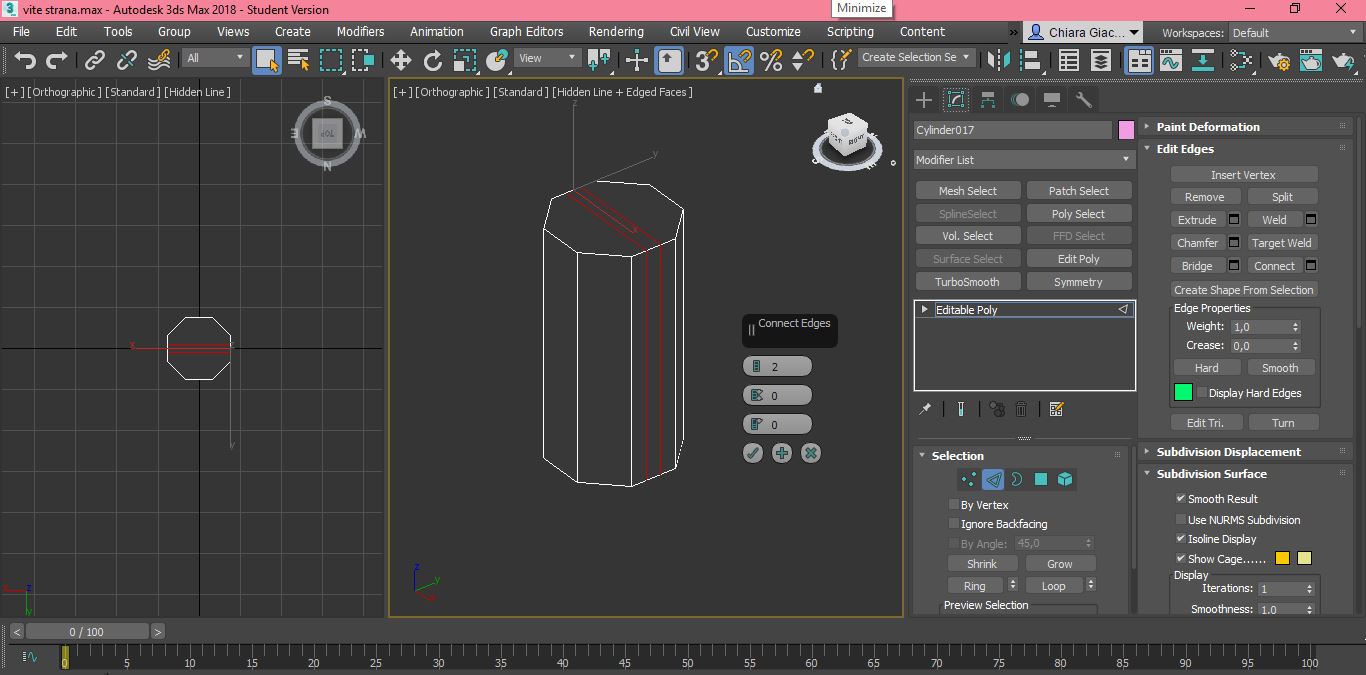 vite strana.max - Autodesk 3ds Max 2018 - Student Version
Minimize
File Edit Tools Group Views Create Modifiers Animation Graph Editors Rendering Civil View Customize Scripting Content » Chiara Giac... Workspaces: Default
All View Create Selection Se
[+] [Orthographic] [Standard] [Hidden Line]
S
E TOP W
N
x
y
[+] [Orthographic] [Standard] [Hidden Line + Edged Faces]
z
y
x
RIGHT
Connect Edges
2
0
0
x z
y
z
y
x
Cylinder017
Modifier List
Mesh Select Patch Select
SplineSelect Poly Select
Vol. Select FFD Select
Surface Select Edit Poly
TurboSmooth Symmetry
Editable Poly
Selection
By Vertex
Ignore Backfacing
By Angle: 45,0
Shrink Grow
Ring Loop
Preview Selection
Paint Deformation
Edit Edges
Insert Vertex
Remove Split
Extrude Weld
Chamfer Target Weld
Bridge Connect
Create Shape From Selection
Edge Properties
Weight: 1,0
Crease: 0,0
Hard Smooth
Display Hard Edges
Edit Tri. Turn
Subdivision Displacement
Subdivision Surface
Smooth Result
Use NURMS Subdivision
Isoline Display
Show Cage......
Display
Iterations: 1
Smoothness: 1,0
< 0 / 100 >
0 5 10 15 20 25 30 35 40 45 50 55 60 65 70 75 80 85 90 95 100